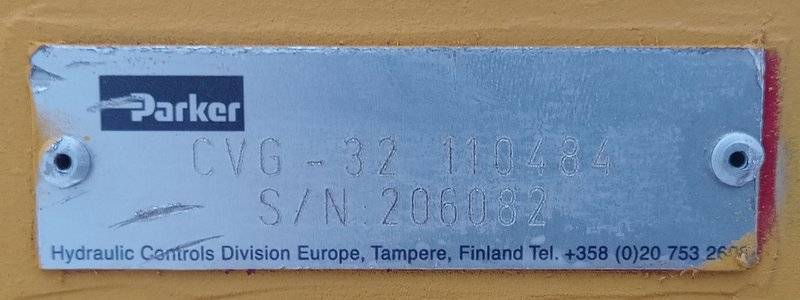 Parker
CVG - 32 110484
S/N: 206082
Hydraulic Controls Division Europe, Tampere, Finland Tel. +358 (0)20 753